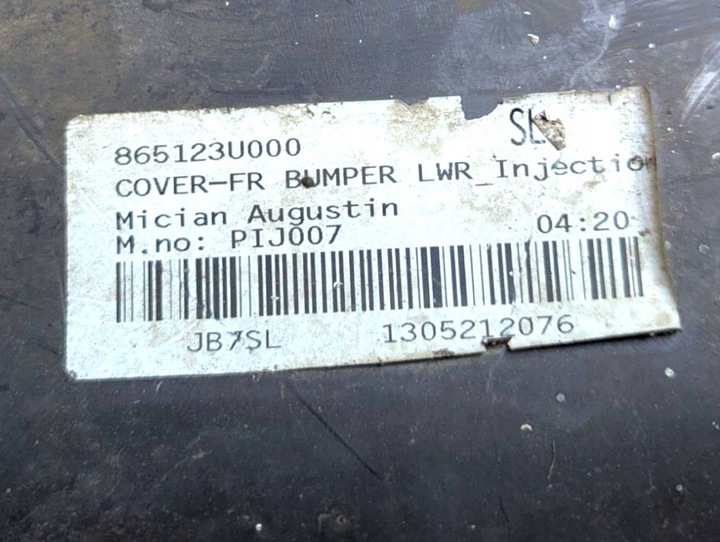 SL
865123U000
COVER-FR BUMPER LWR_Injection
Mician Augustin
M.no: PIJ007
04:20
JB7SL
1305212076